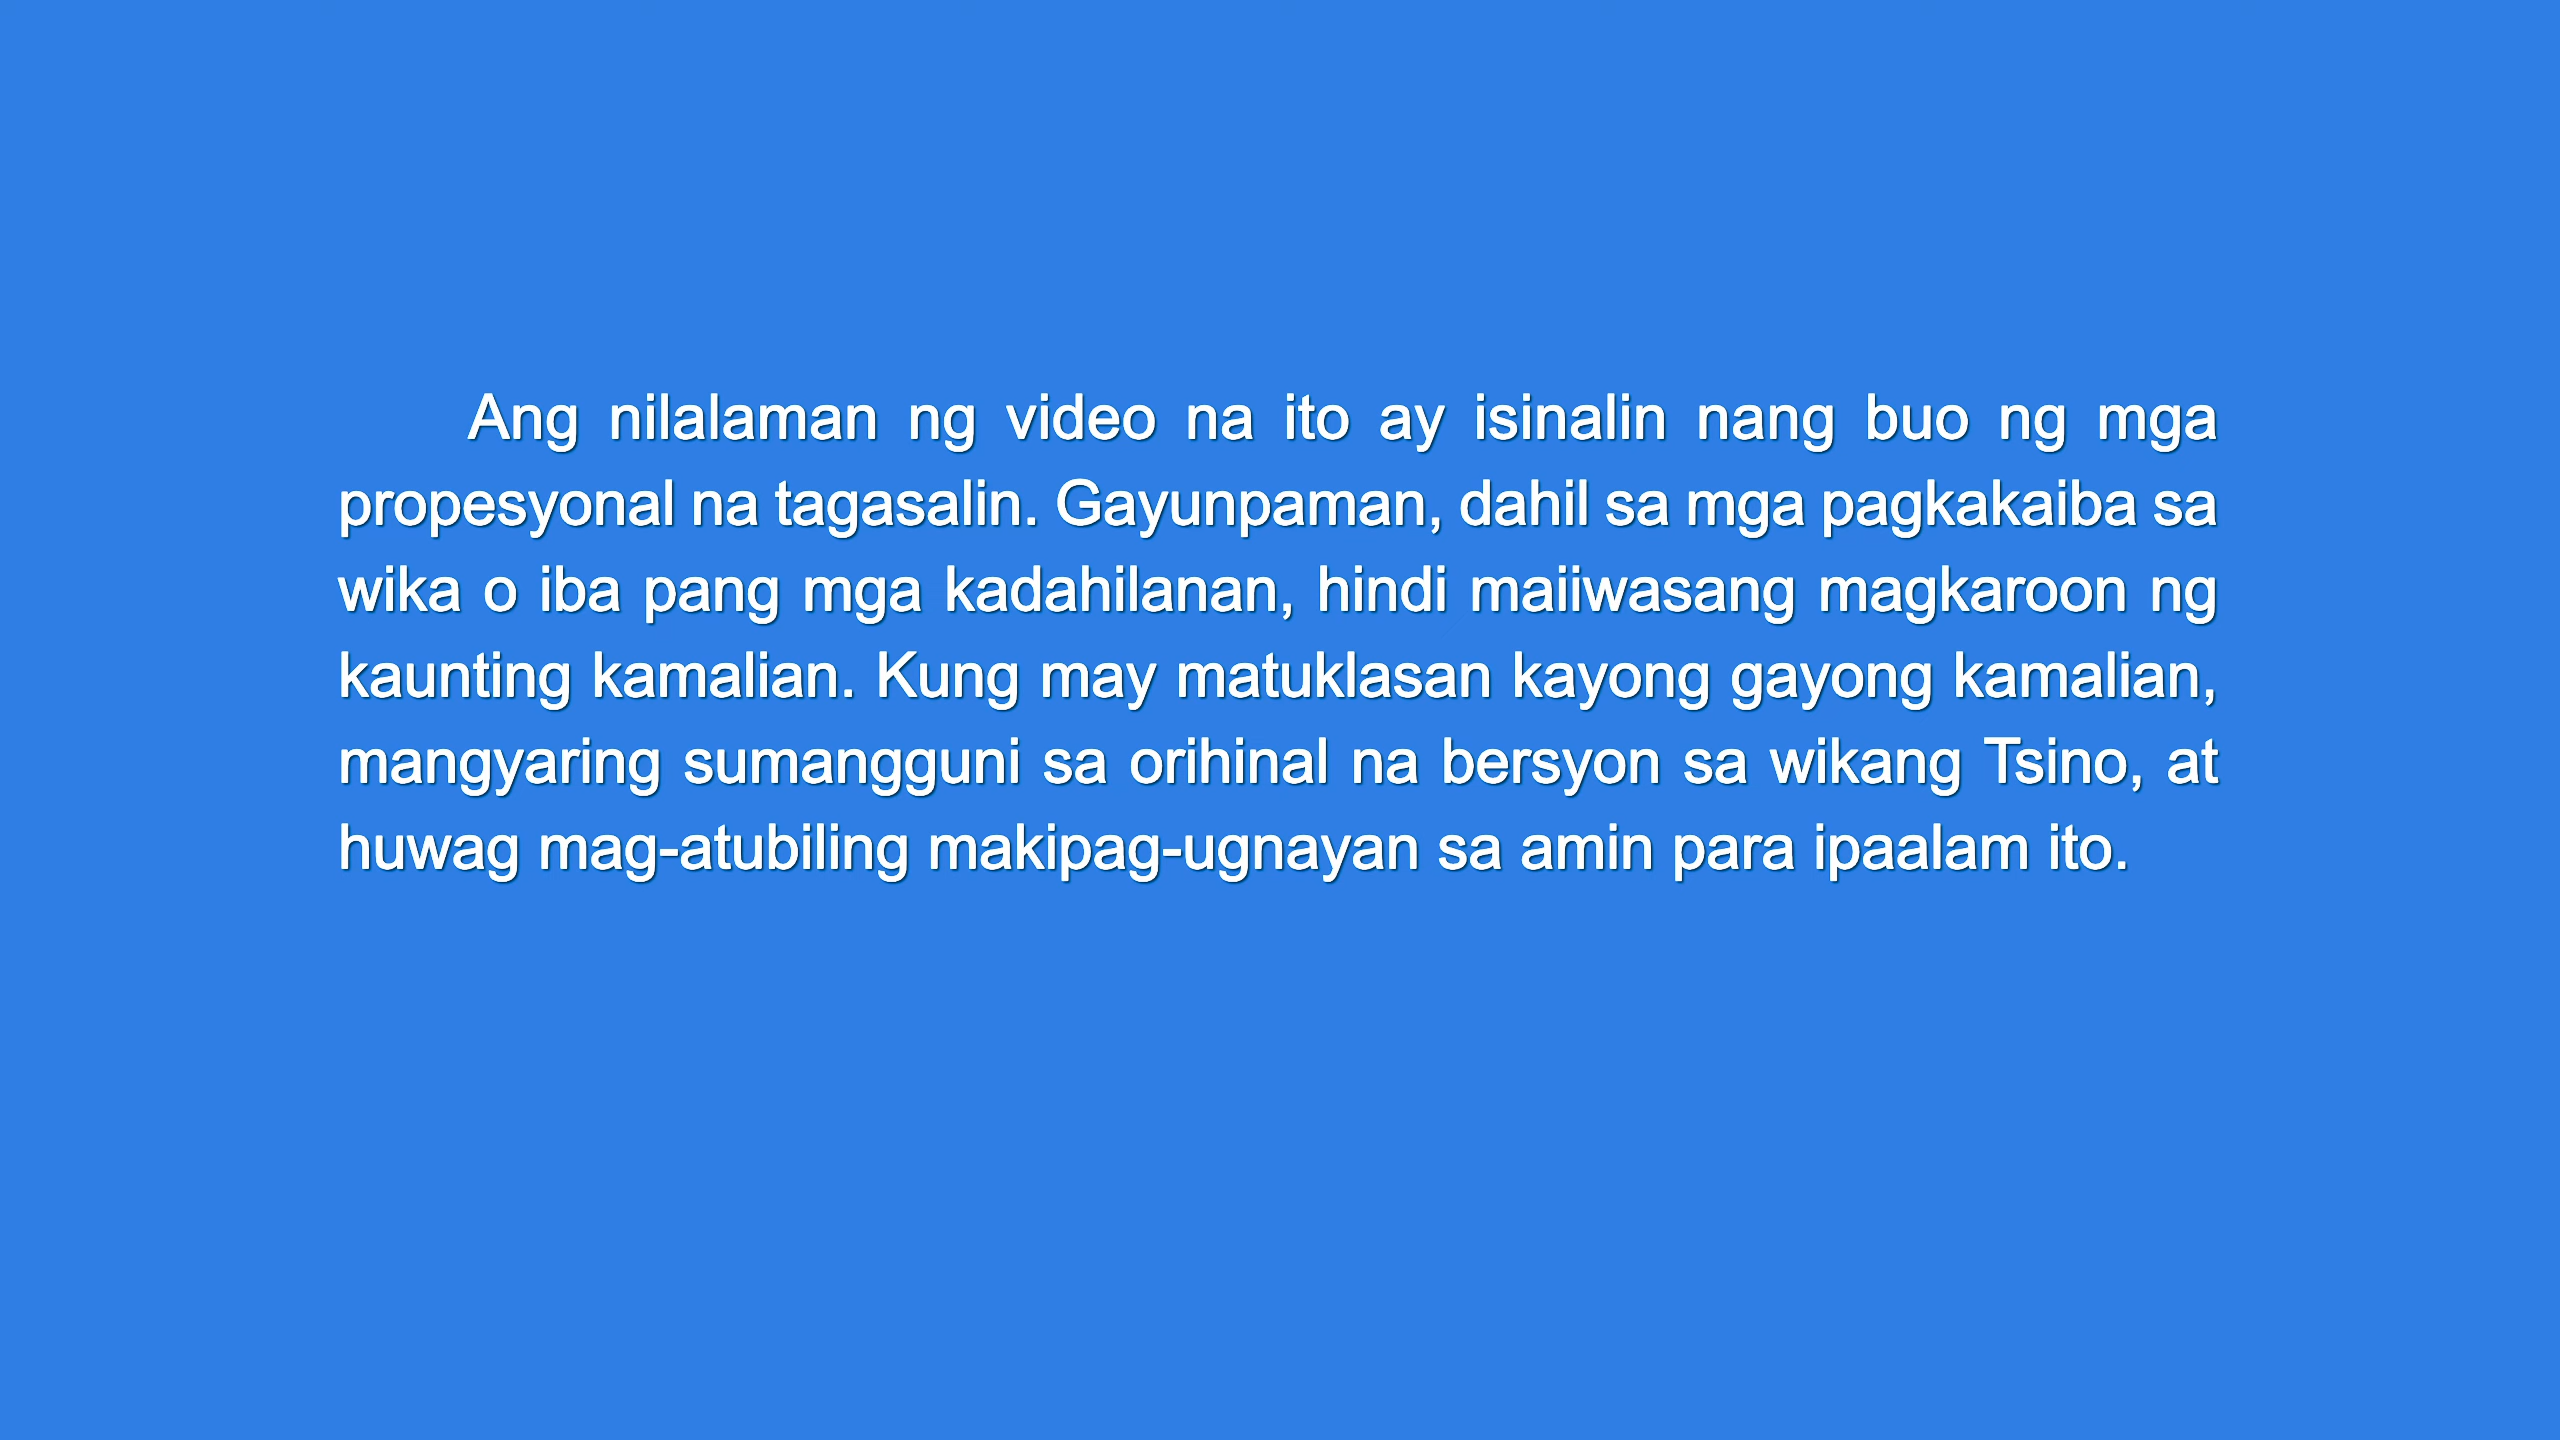 Ang nilalaman ng video na ito ay isinalin nang buo ng mga
propesyonal na tagasalin. Gayunpaman, dahil sa mga pagkakaiba sa
wika o iba pang mga kadahilanan, hindi maiiwasang magkaroon ng
kaunting kamalian. Kung may matuklasan kayong gayong kamalian,
mangyaring sumangguni sa orihinal na bersyon sa wikang Tsino, at
huwag mag-atubiling makipag-ugnayan sa amin para ipaalam ito.